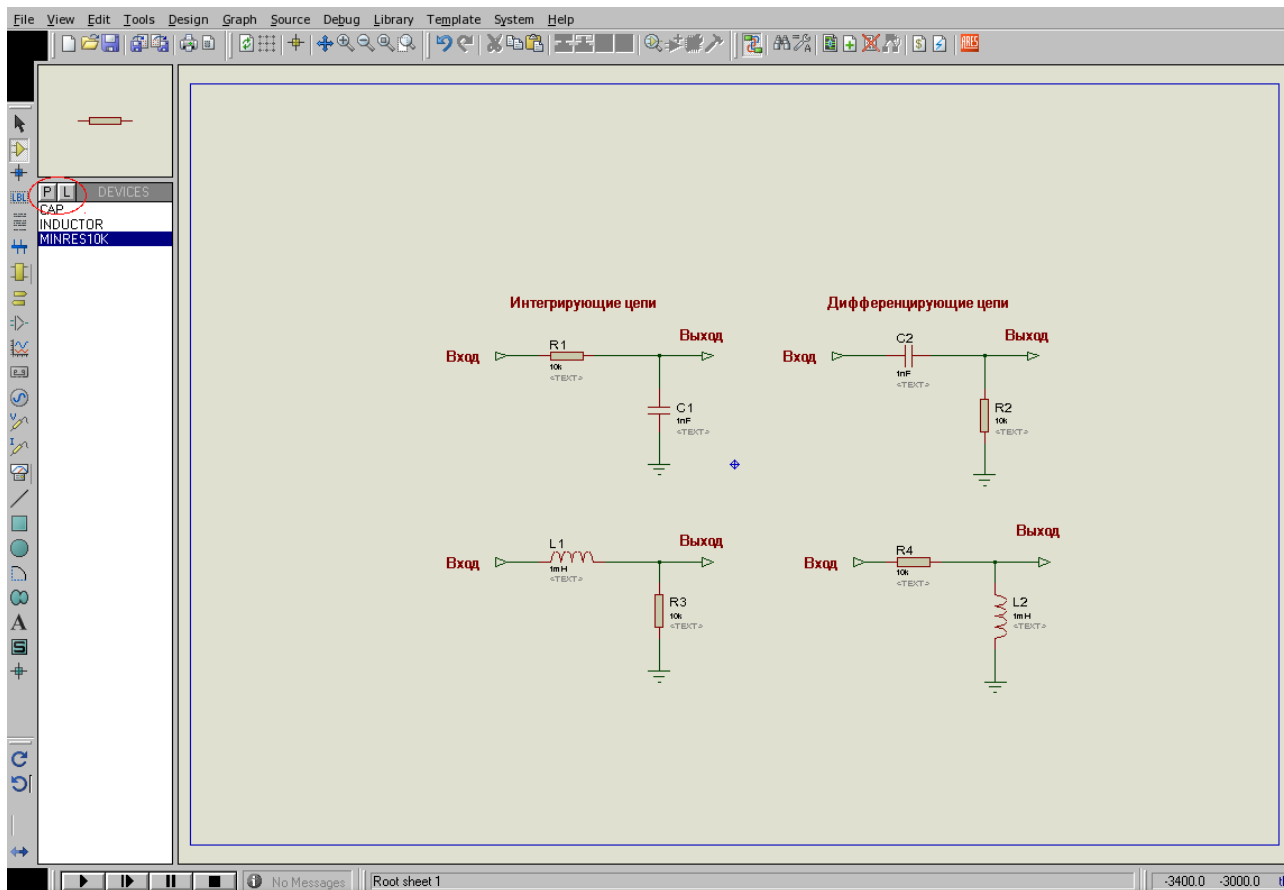 File View Edit Tools Design Graph Source Debug Library Template System Help
ARES
LBL
P L DEVICES
CAP
INDUCTOR
MINRES10K
V
I
A
S
Интегрирующие цепи
Дифференцирующие цепи
Вход
R1
10k
<TEXT>
Выход
C1
1nF
<TEXT>
Вход
C2
1nF
<TEXT>
Выход
R2
10k
<TEXT>
Вход
L1
1mH
<TEXT>
Выход
R3
10k
<TEXT>
Вход
R4
10k
<TEXT>
Выход
L2
1mH
<TEXT>
No Messages
Root sheet 1
-3400.0 -3000.0